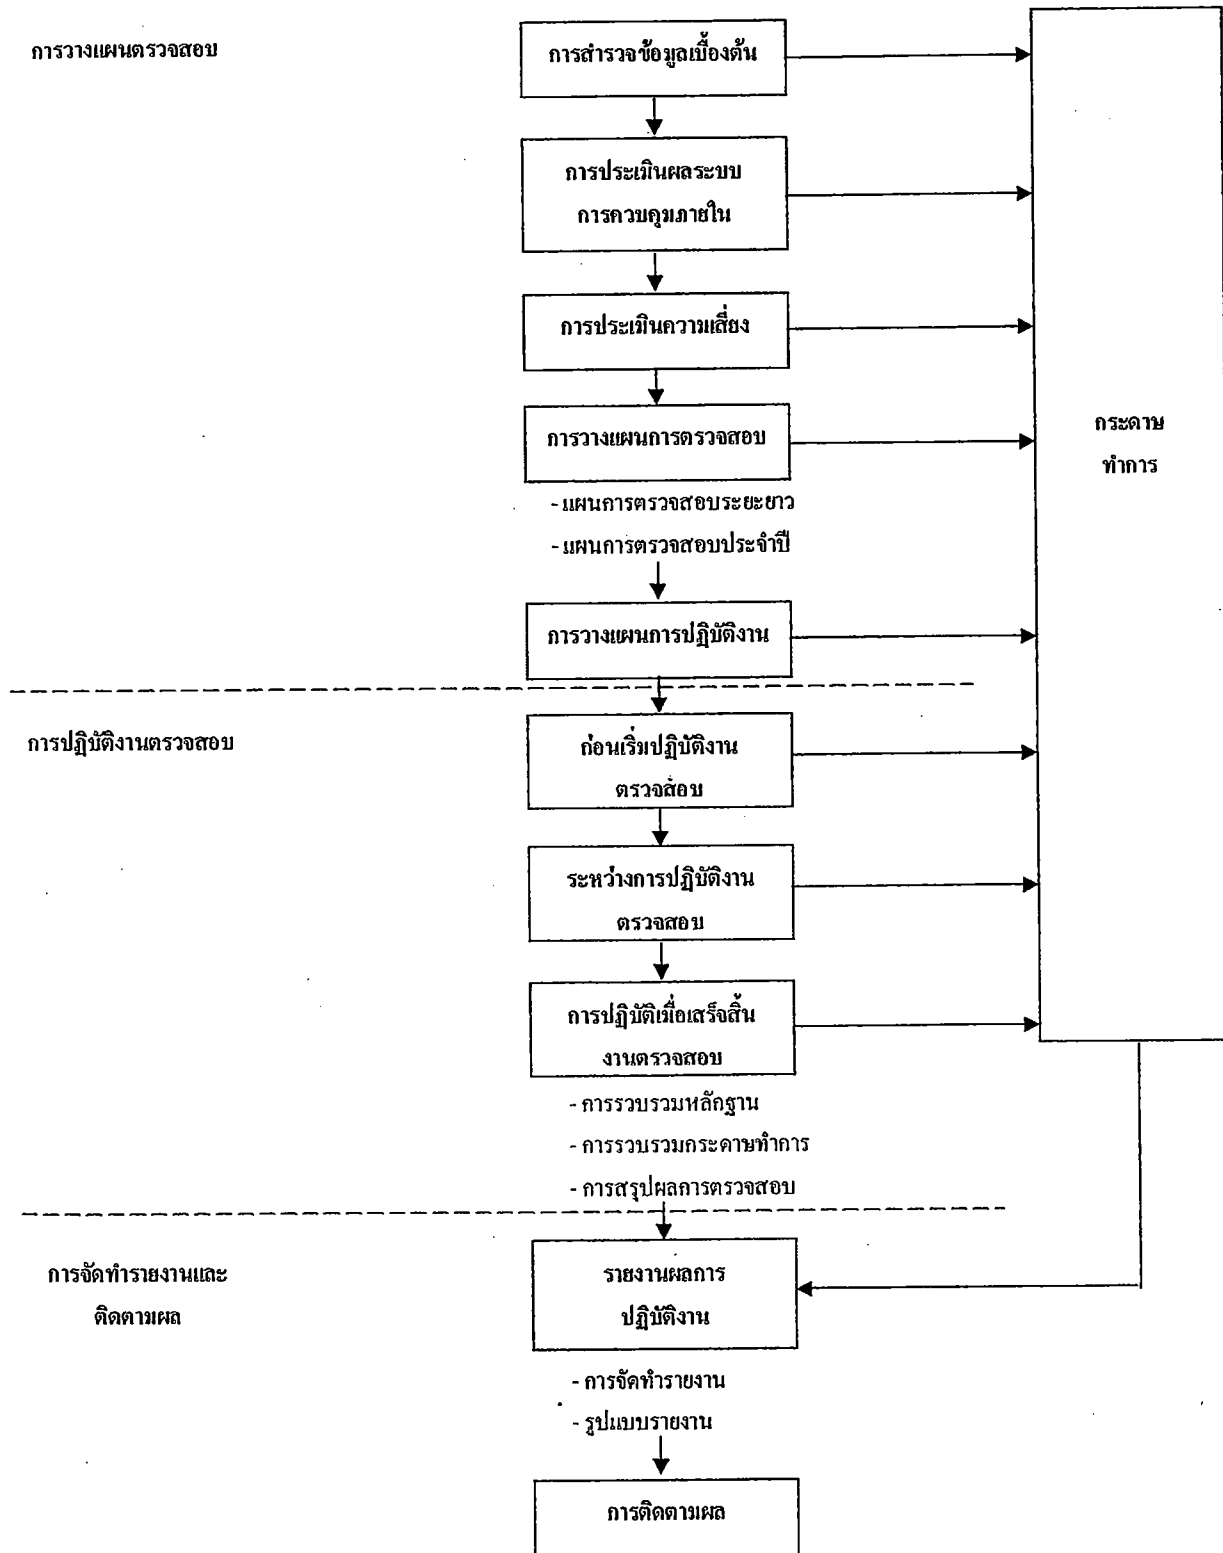 การวางแผนตรวจสอบ
การสำรวจข้อมูลเบื้องต้น
การประเมินผลระบบ
การควบคุมภายใน
การประเมินความเสี่ยง
การวางแผนการตรวจสอบ
- แผนการตรวจสอบระยะยาว
- แผนการตรวจสอบประจำปี
การวางแผนการปฏิบัติงาน
กระดาษ
ทำการ
การปฏิบัติงานตรวจสอบ
ก่อนเริ่มปฏิบัติงาน
ตรวจสอบ
ระหว่างการปฏิบัติงาน
ตรวจสอบ
การปฏิบัติเมื่อเสร็จสิ้น
งานตรวจสอบ
- การรวบรวมหลักฐาน
- การรวบรวมกระดาษทำการ
- การสรุปผลการตรวจสอบ
การจัดทำรายงานและ
ติดตามผล
รายงานผลการ
ปฏิบัติงาน
- การจัดทำรายงาน
- รูปแบบรายงาน
การติดตามผล